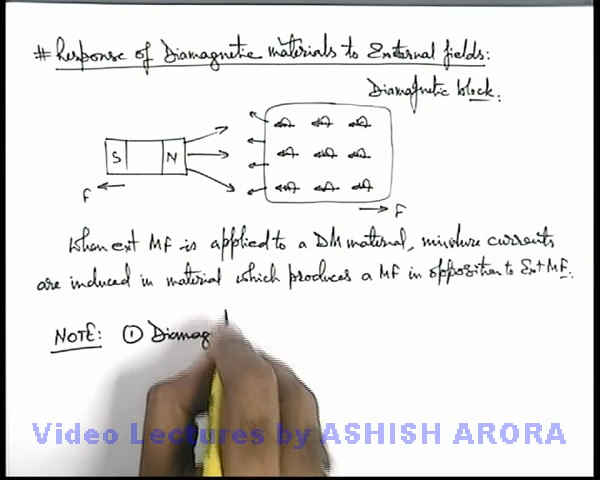 # Response of Diamagnetic materials to External fields:
Diamagnetic block.
S N
F
F
When ext MF is applied to a DM material, minture currents
are induced in material which produces a MF in opposition to Ext MF.
NOTE: ① Diamag
Video Lectures by ASHISH ARORA